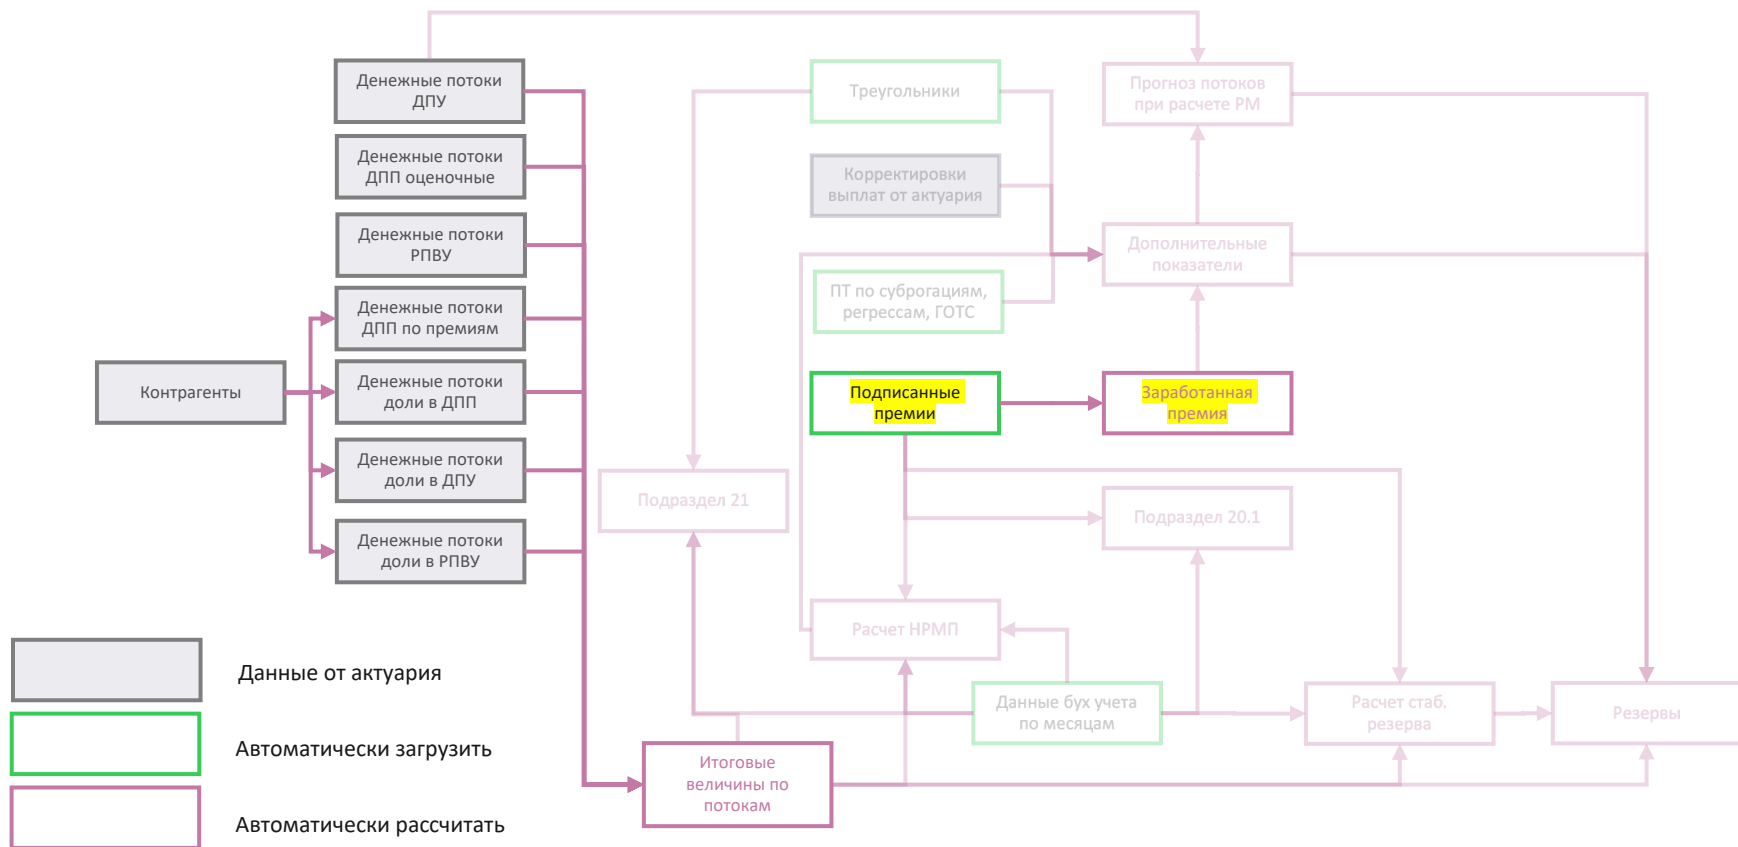 Денежные потоки
ДПУ
Денежные потоки
ДПП оценочные
Денежные потоки
РПВУ
Денежные потоки
ДПП по премиям
Контрагенты
Денежные потоки
доли в ДПП
Денежные потоки
доли в ДПУ
Денежные потоки
доли в РПВУ
Треугольники
Прогноз потоков
при расчете РМ
Корректировки
выплат от актуария
Дополнительные
показатели
ПТ по суброгациям,
регрессам, ГОТС
Подписанные
премии
Заработанная
премия
Подраздел 21
Подраздел 20.1
Расчет НРМП
Данные бух учета
по месяцам
Расчет стаб.
резерва
Резервы
Итоговые
величины по
потокам
Данные от актуария
Автоматически загрузить
Автоматически рассчитать